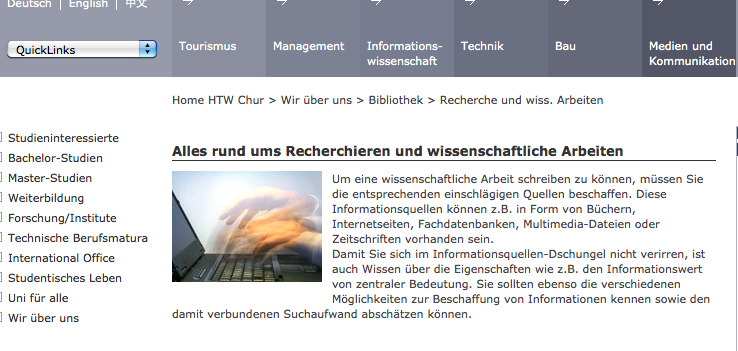 Deutsch | English | 中文
QuickLinks
Tourismus
Management
Informations-
wissenschaft
Technik
Bau
Medien und
Kommunikation
Home HTW Chur > Wir über uns > Bibliothek > Recherche und wiss. Arbeiten
Studieninteressierte
Bachelor-Studien
Master-Studien
Weiterbildung
Forschung/Institute
Technische Berufsmatura
International Office
Studentisches Leben
Uni für alle
Wir über uns
Alles rund ums Recherchieren und wissenschaftliche Arbeiten
Um eine wissenschaftliche Arbeit schreiben zu können, müssen Sie
die entsprechenden einschlägigen Quellen beschaffen. Diese
Informationsquellen können z.B. in Form von Büchern,
Internetseiten, Fachdatenbanken, Multimedia-Dateien oder
Zeitschriften vorhanden sein.
Damit Sie sich im Informationsquellen-Dschungel nicht verirren, ist
auch Wissen über die Eigenschaften wie z.B. den Informationswert
von zentraler Bedeutung. Sie sollten ebenso die verschiedenen
Möglichkeiten zur Beschaffung von Informationen kennen sowie den
damit verbundenen Suchaufwand abschätzen können.